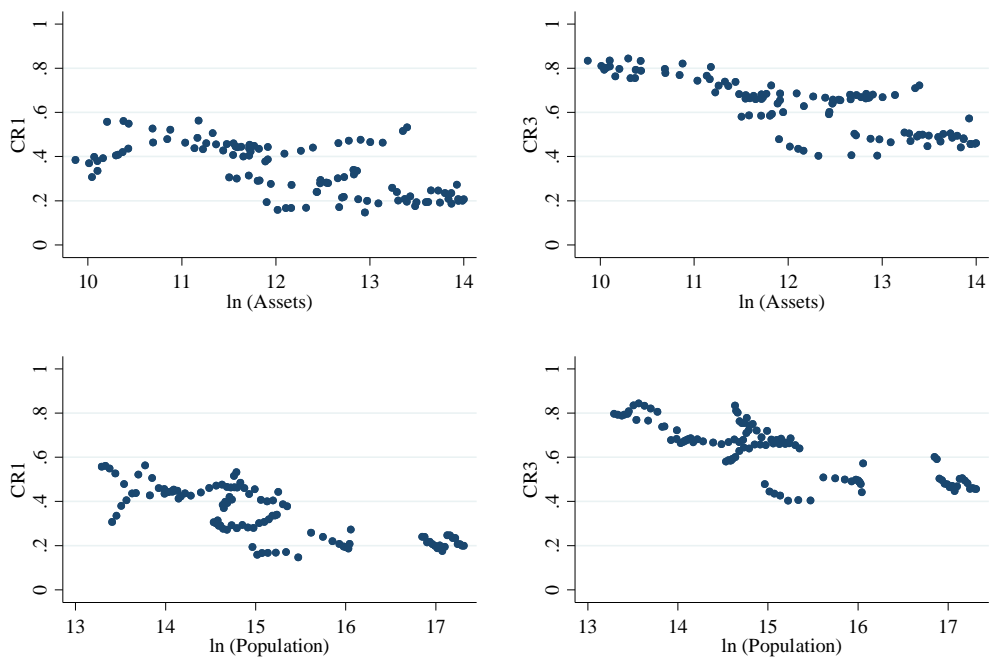 1
.8
.6
.4
.2
0
CR1
10 11 12 13 14
ln (Assets)
1
.8
.6
.4
.2
0
CR3
10 11 12 13 14
ln (Assets)
1
.8
.6
.4
.2
0
CR1
13 14 15 16 17
ln (Population)
1
.8
.6
.4
.2
0
CR3
13 14 15 16 17
ln (Population)